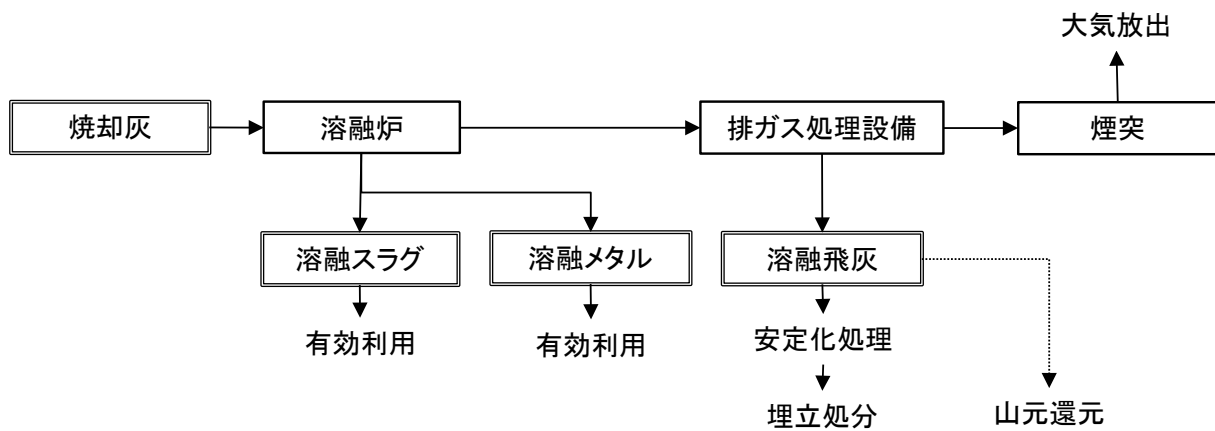 大気放出
焼却灰
溶融炉
排ガス処理設備
煙突
溶融スラグ
溶融メタル
溶融飛灰
有効利用
有効利用
安定化処理
埋立処分
山元還元